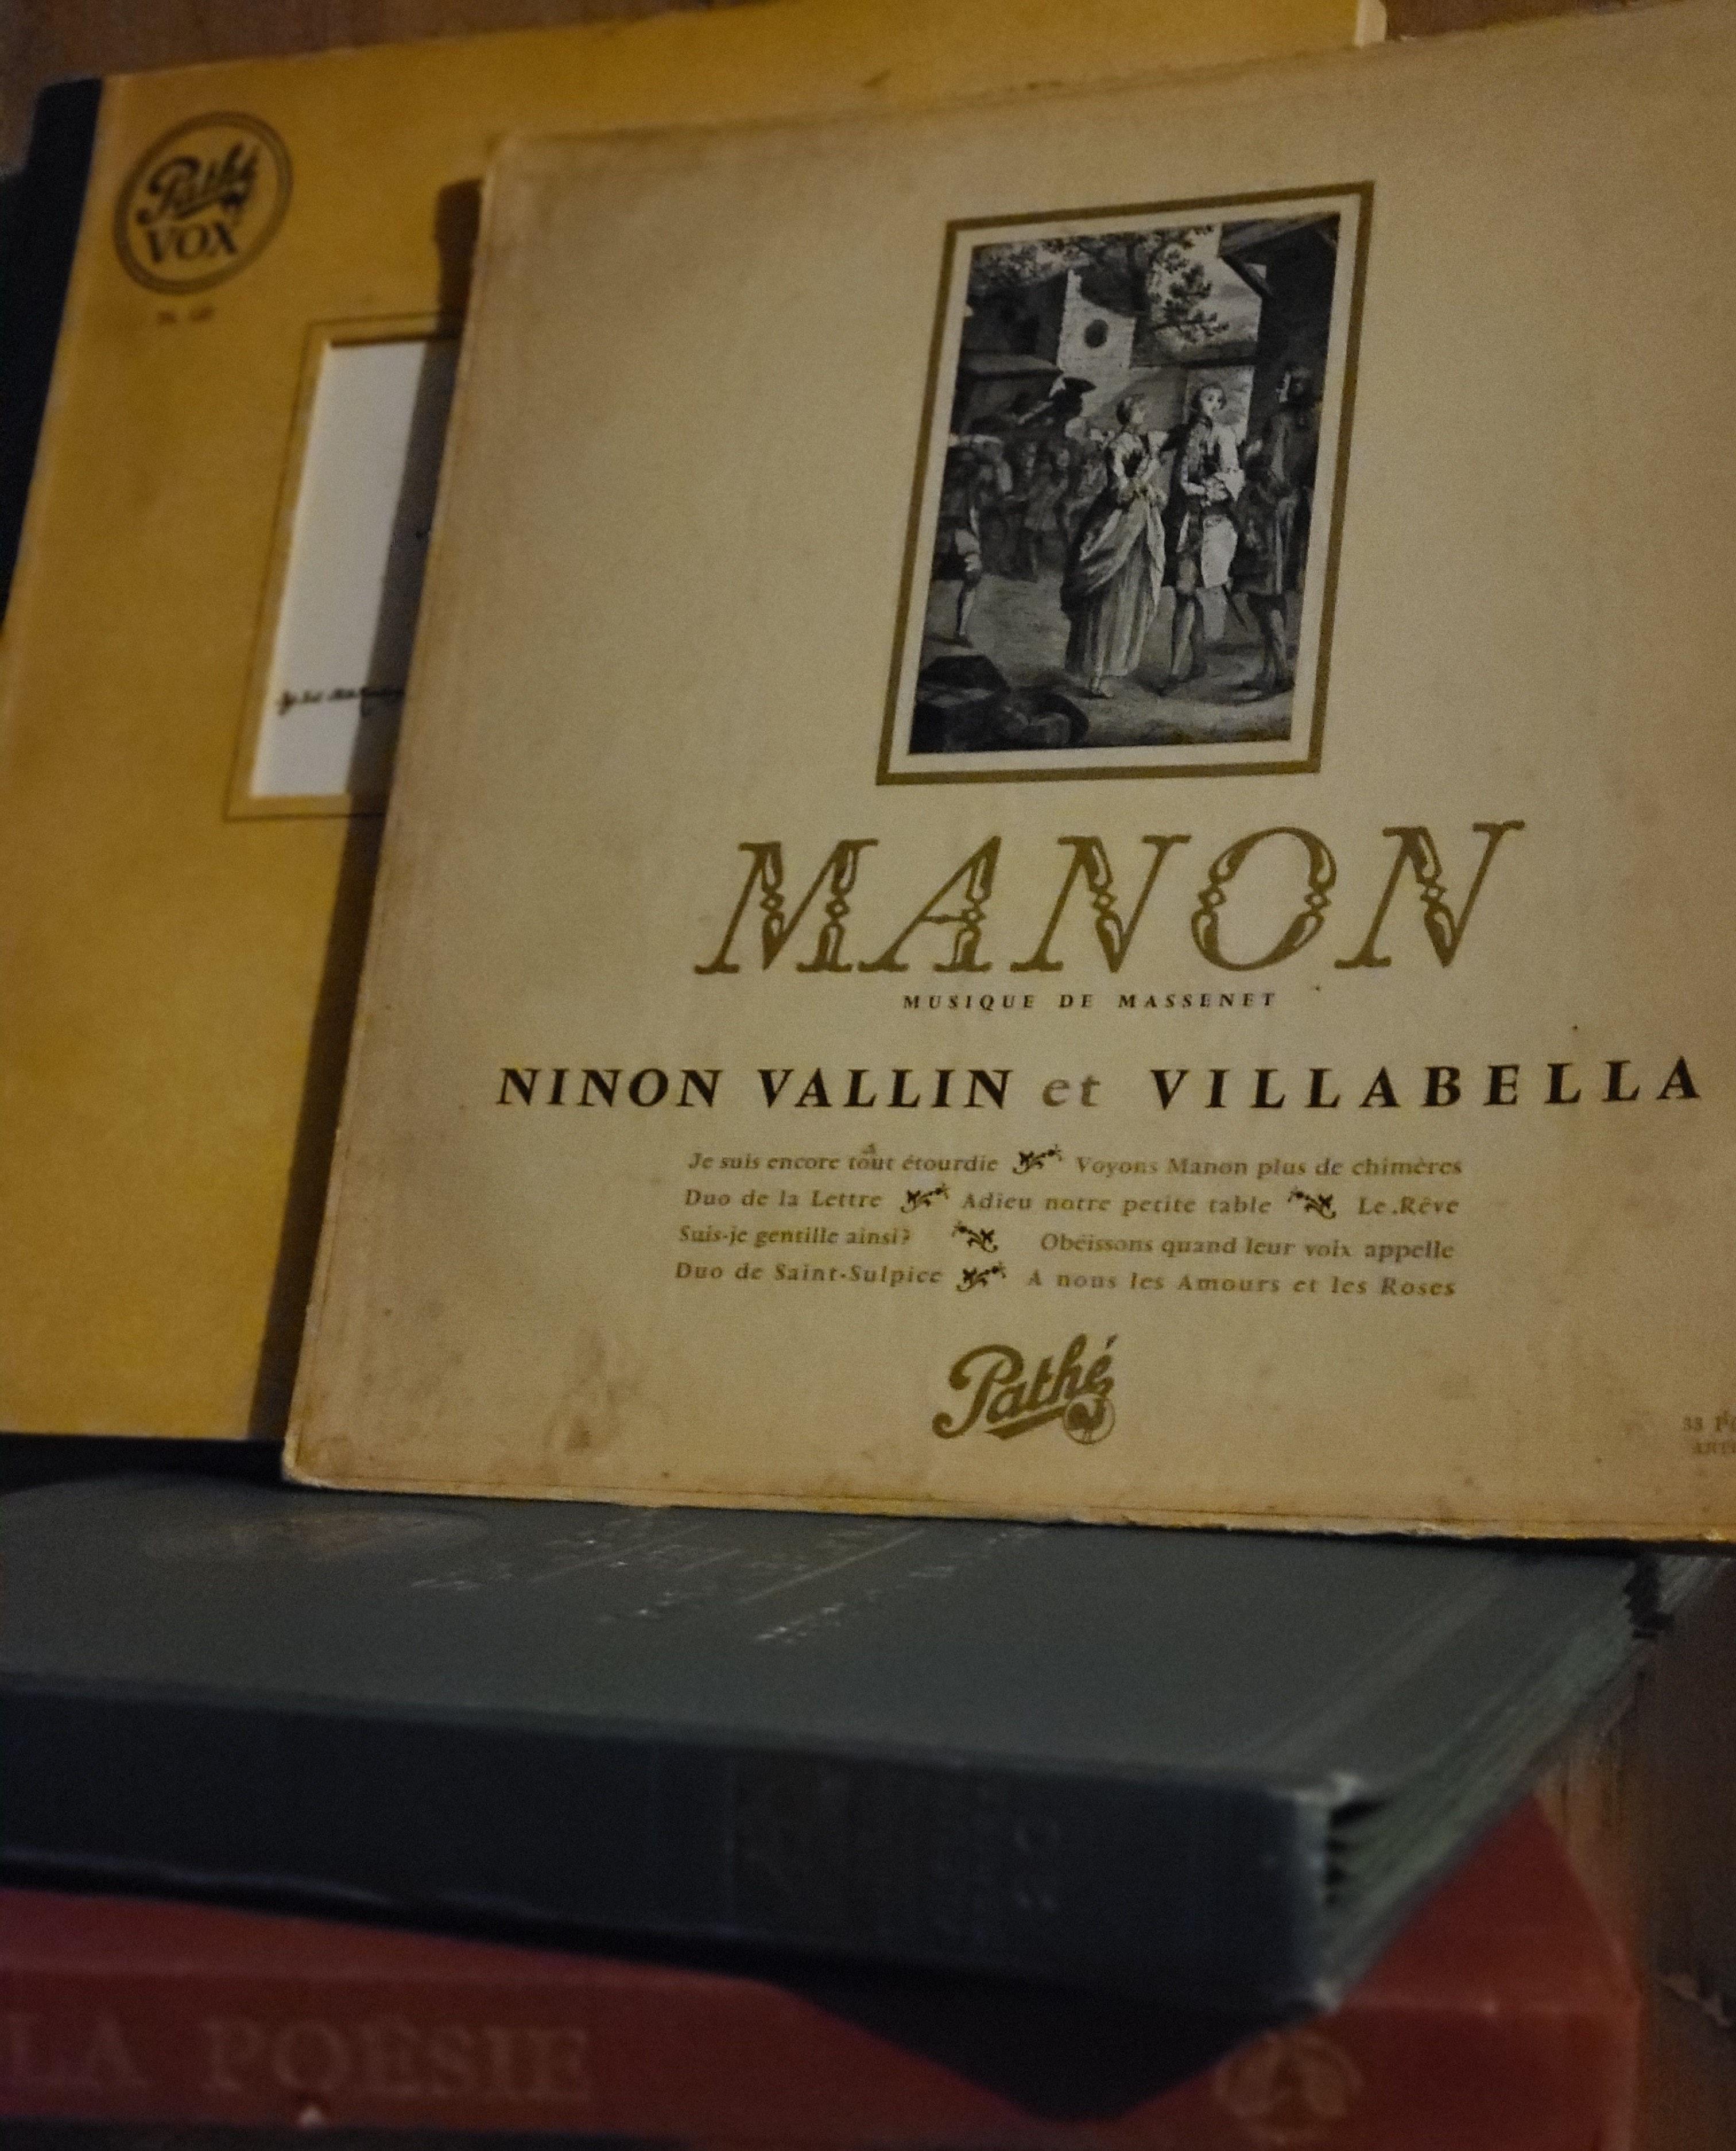 Pathé
VOX
MANON
MUSIQUE DE MASSENET
NINON VALLIN et VILLABELLA
Je suis encore tout étourdie Voyons Manon plus de chimères
Duo de la Lettre Adieu notre petite table Le Rêve
Suis-je gentille ainsi? Obéissons quand leur voix appelle
Duo de Saint-Sulpice A nous les Amours et les Roses
Pathé
33
LA POÉSIE